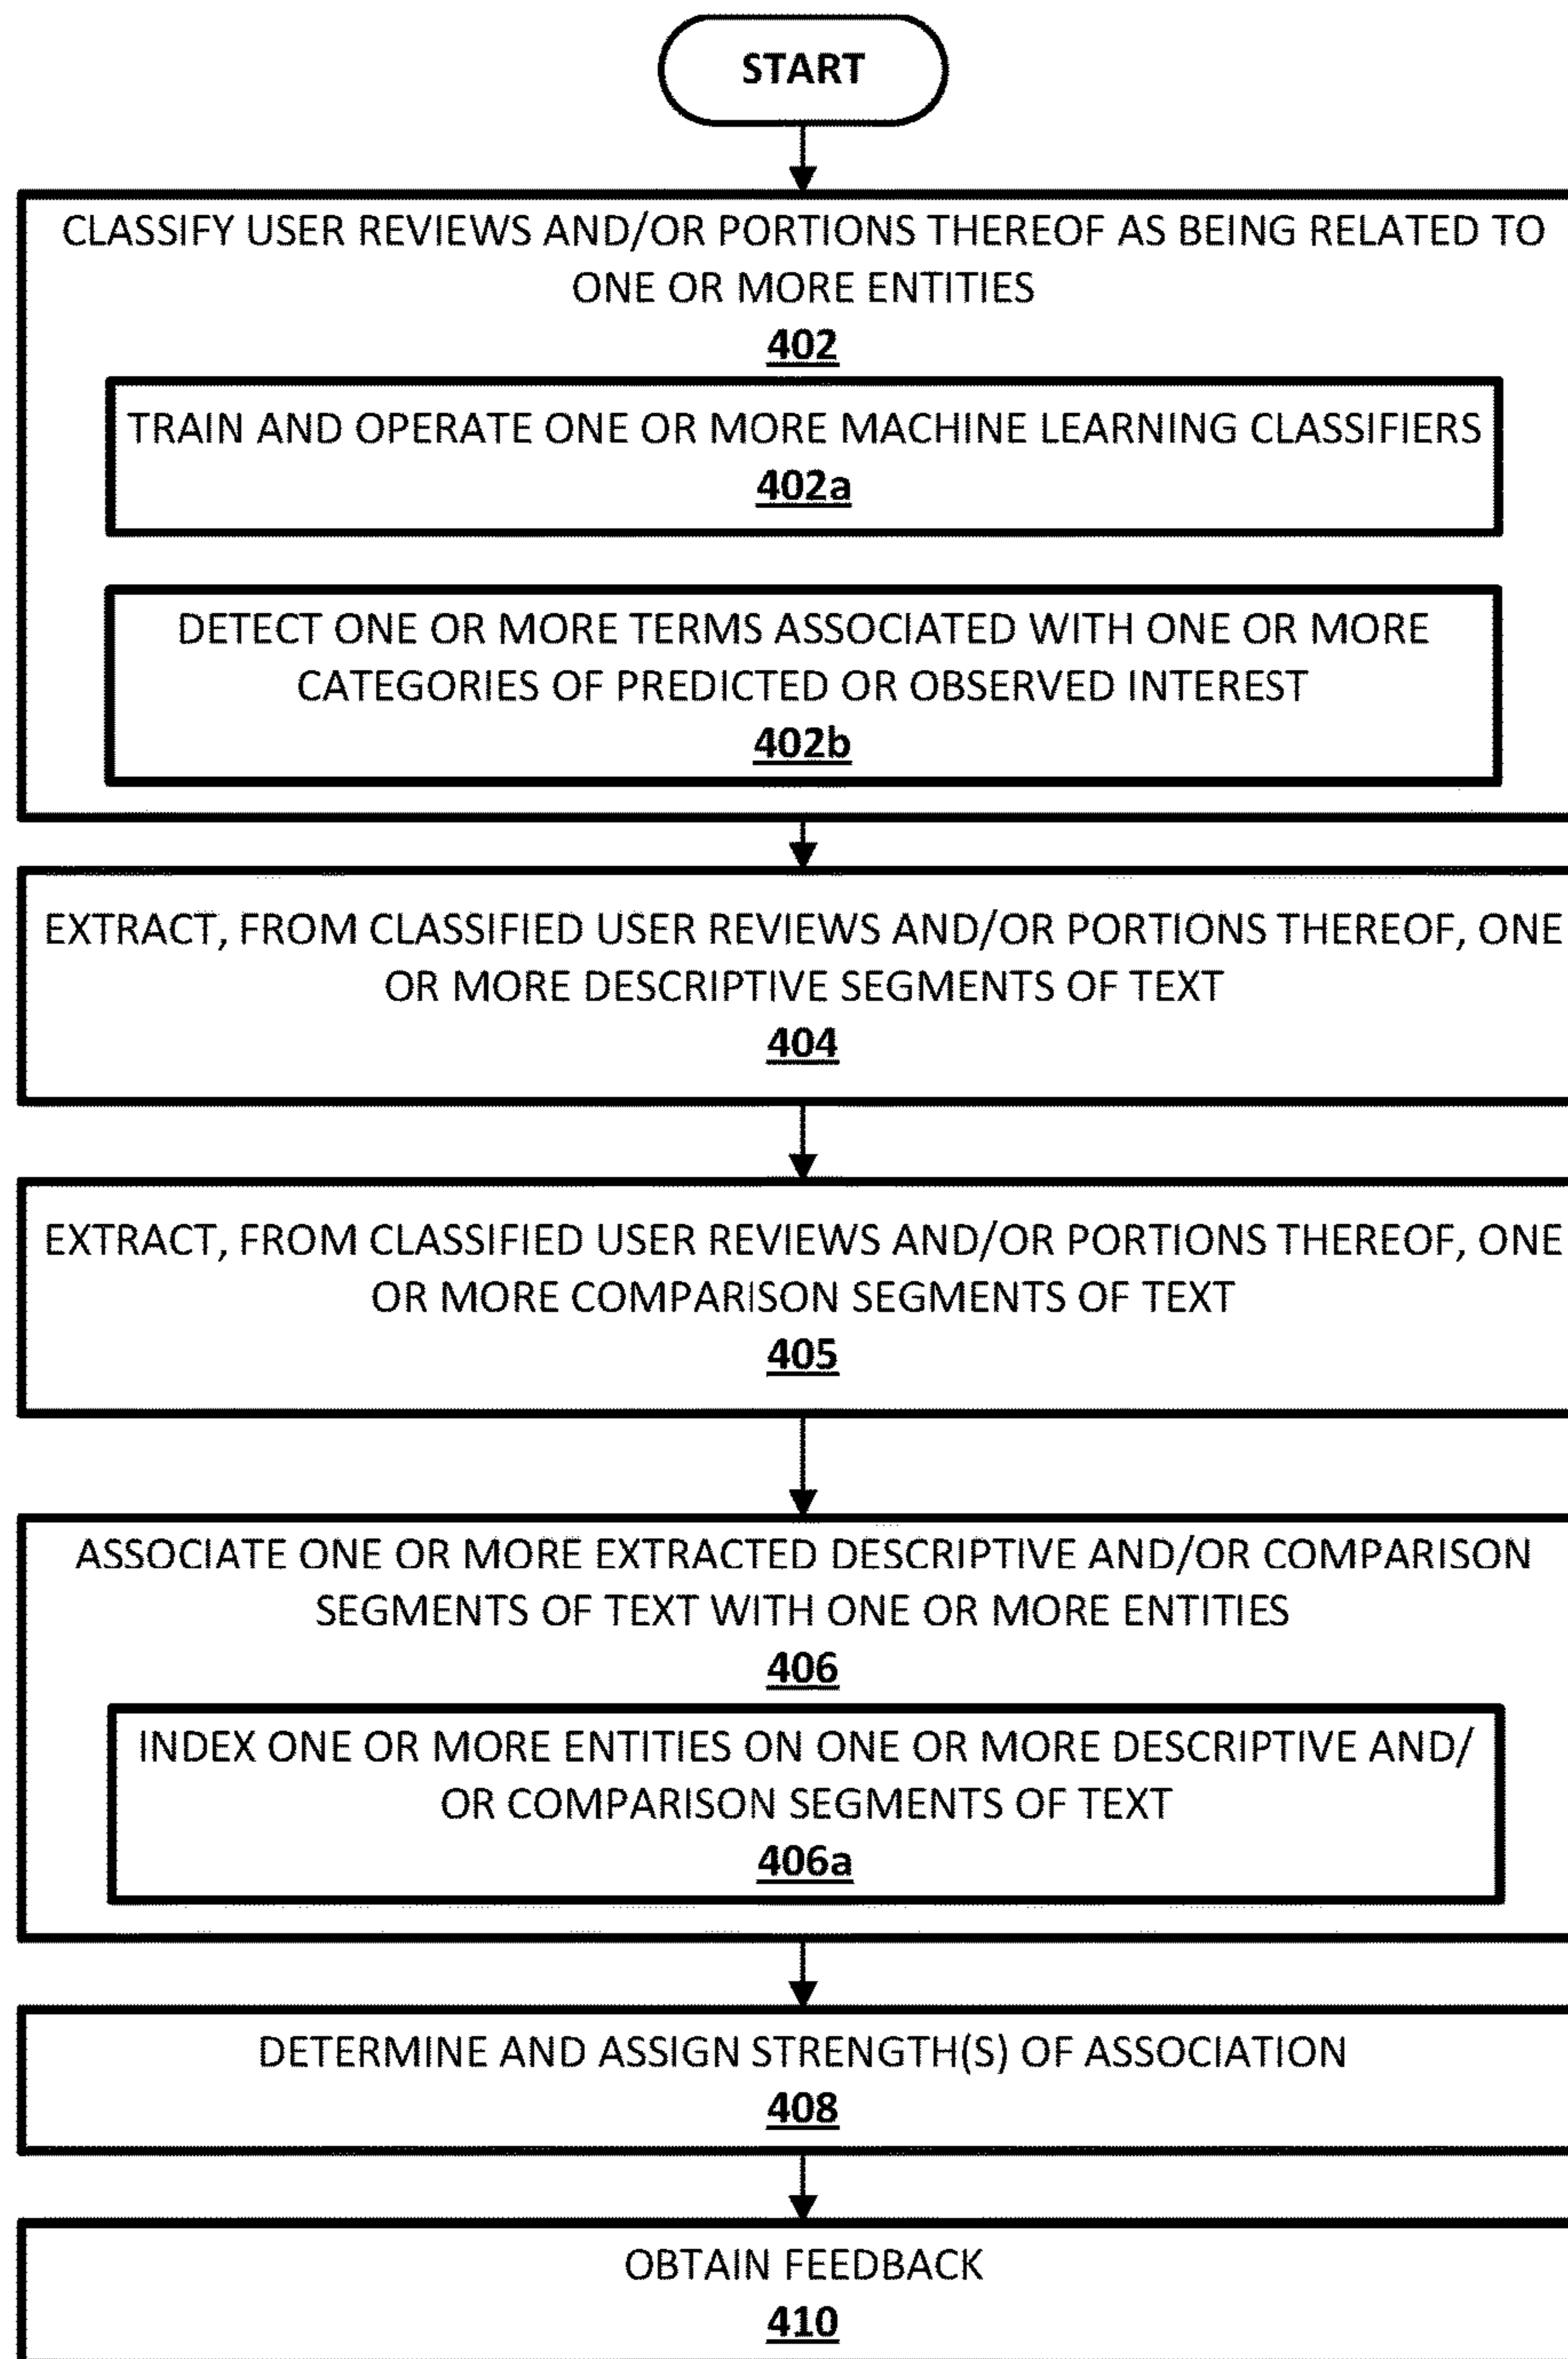 START
CLASSIFY USER REVIEWS AND/OR PORTIONS THEREOF AS BEING RELATED TO
ONE OR MORE ENTITIES
402
TRAIN AND OPERATE ONE OR MORE MACHINE LEARNING CLASSIFIERS
402a
DETECT ONE OR MORE TERMS ASSOCIATED WITH ONE OR MORE
CATEGORIES OF PREDICTED OR OBSERVED INTEREST
402b
EXTRACT, FROM CLASSIFIED USER REVIEWS AND/OR PORTIONS THEREOF, ONE
OR MORE DESCRIPTIVE SEGMENTS OF TEXT
404
EXTRACT, FROM CLASSIFIED USER REVIEWS AND/OR PORTIONS THEREOF, ONE
OR MORE COMPARISON SEGMENTS OF TEXT
405
ASSOCIATE ONE OR MORE EXTRACTED DESCRIPTIVE AND/OR COMPARISON
SEGMENTS OF TEXT WITH ONE OR MORE ENTITIES
406
INDEX ONE OR MORE ENTITIES ON ONE OR MORE DESCRIPTIVE AND/
OR COMPARISON SEGMENTS OF TEXT
406a
DETERMINE AND ASSIGN STRENGTH(S) OF ASSOCIATION
408
OBTAIN FEEDBACK
410